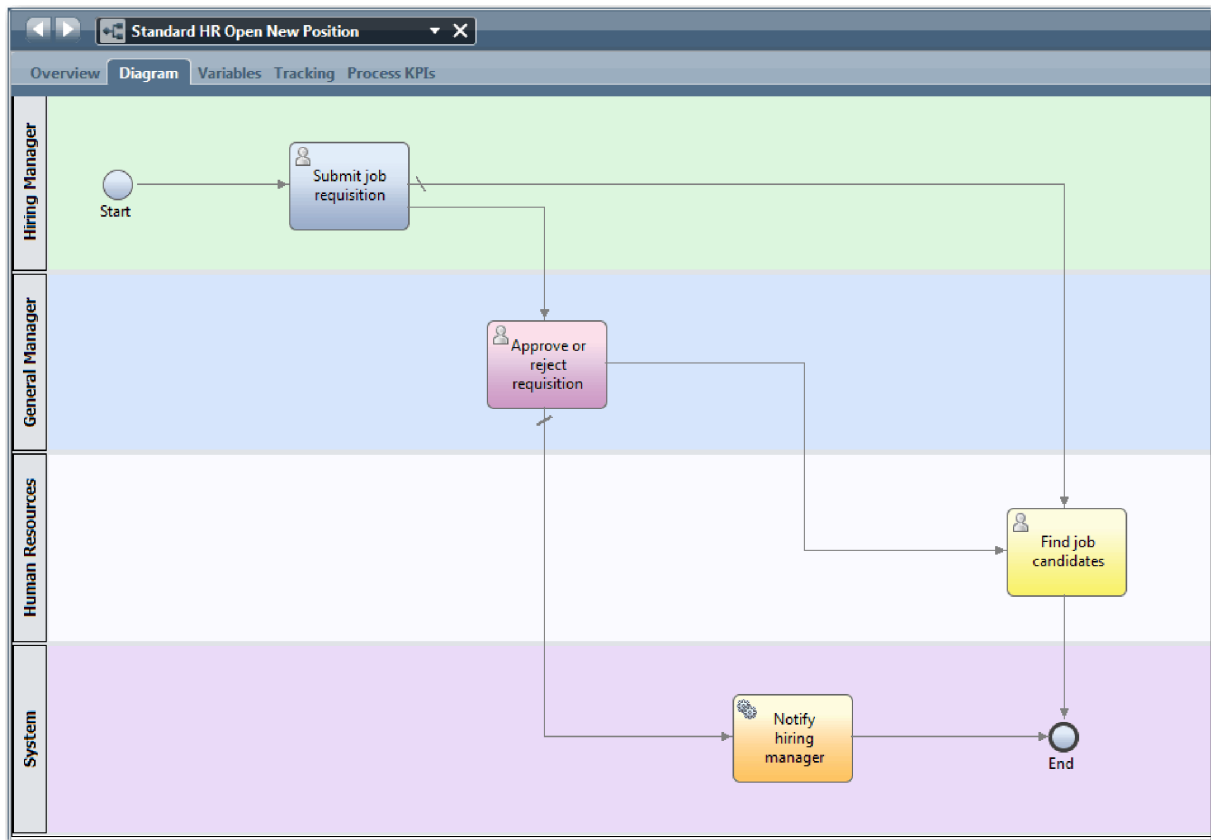 Standard HR Open New Position
Overview Diagram Variables Tracking Process KPIs
Hiring Manager
Start
Submit job
requisition
General Manager
Approve or
reject
requisition
Human Resources
Find job
candidates
System
Notify
hiring
manager
End